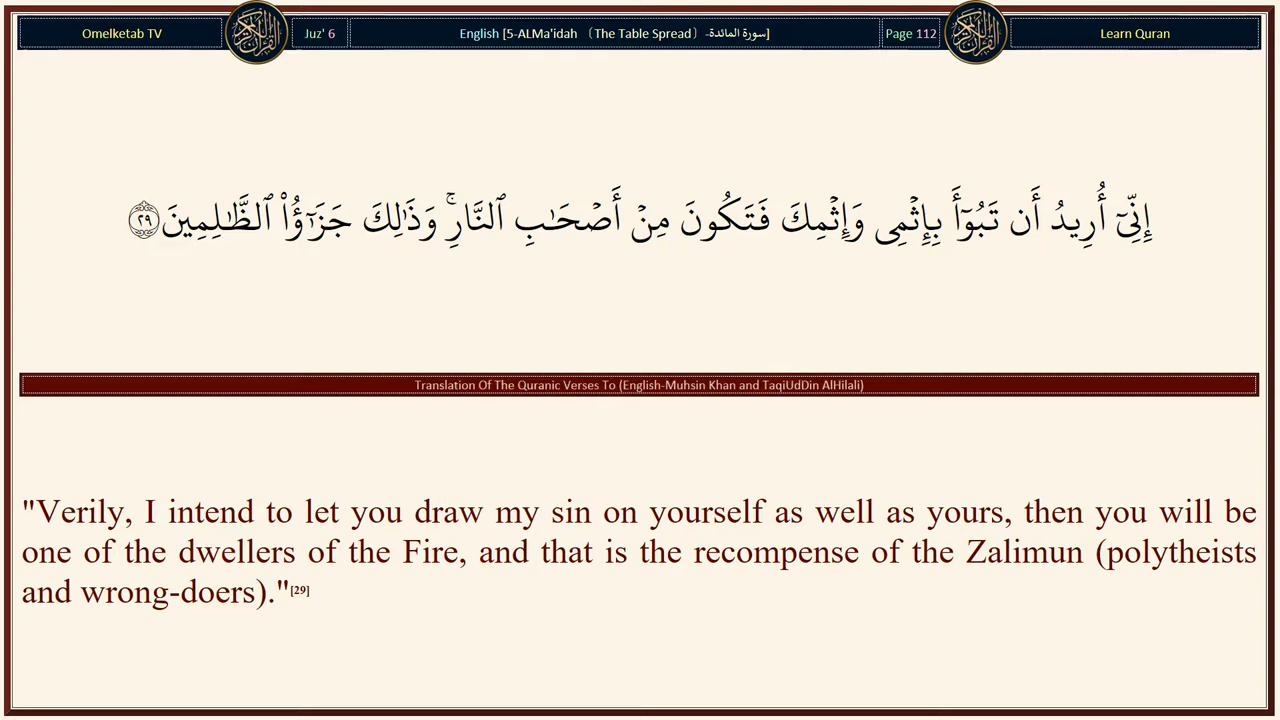 Omelketab TV
Juz' 6
English [5-ALMa'idah （The Table Spread） -سورة المائدة]
Page 112
Learn Quran
إِنِّىٓ أُرِيدُ أَن تَبُوٓأَ بِإِثْمِى وَإِثْمِكَ فَتَكُونَ مِنْ أَصْحَـٰبِ ٱلنَّارِ ۚ وَذَٰلِكَ جَزَٰٓؤُا۟ ٱلظَّـٰلِمِينَ ٢٩
Translation Of The Quranic Verses To (English-Muhsin Khan and TaqiUdDin AlHilali)
"Verily, I intend to let you draw my sin on yourself as well as yours, then you will be
one of the dwellers of the Fire, and that is the recompense of the Zalimun (polytheists
and wrong-doers)."[29]